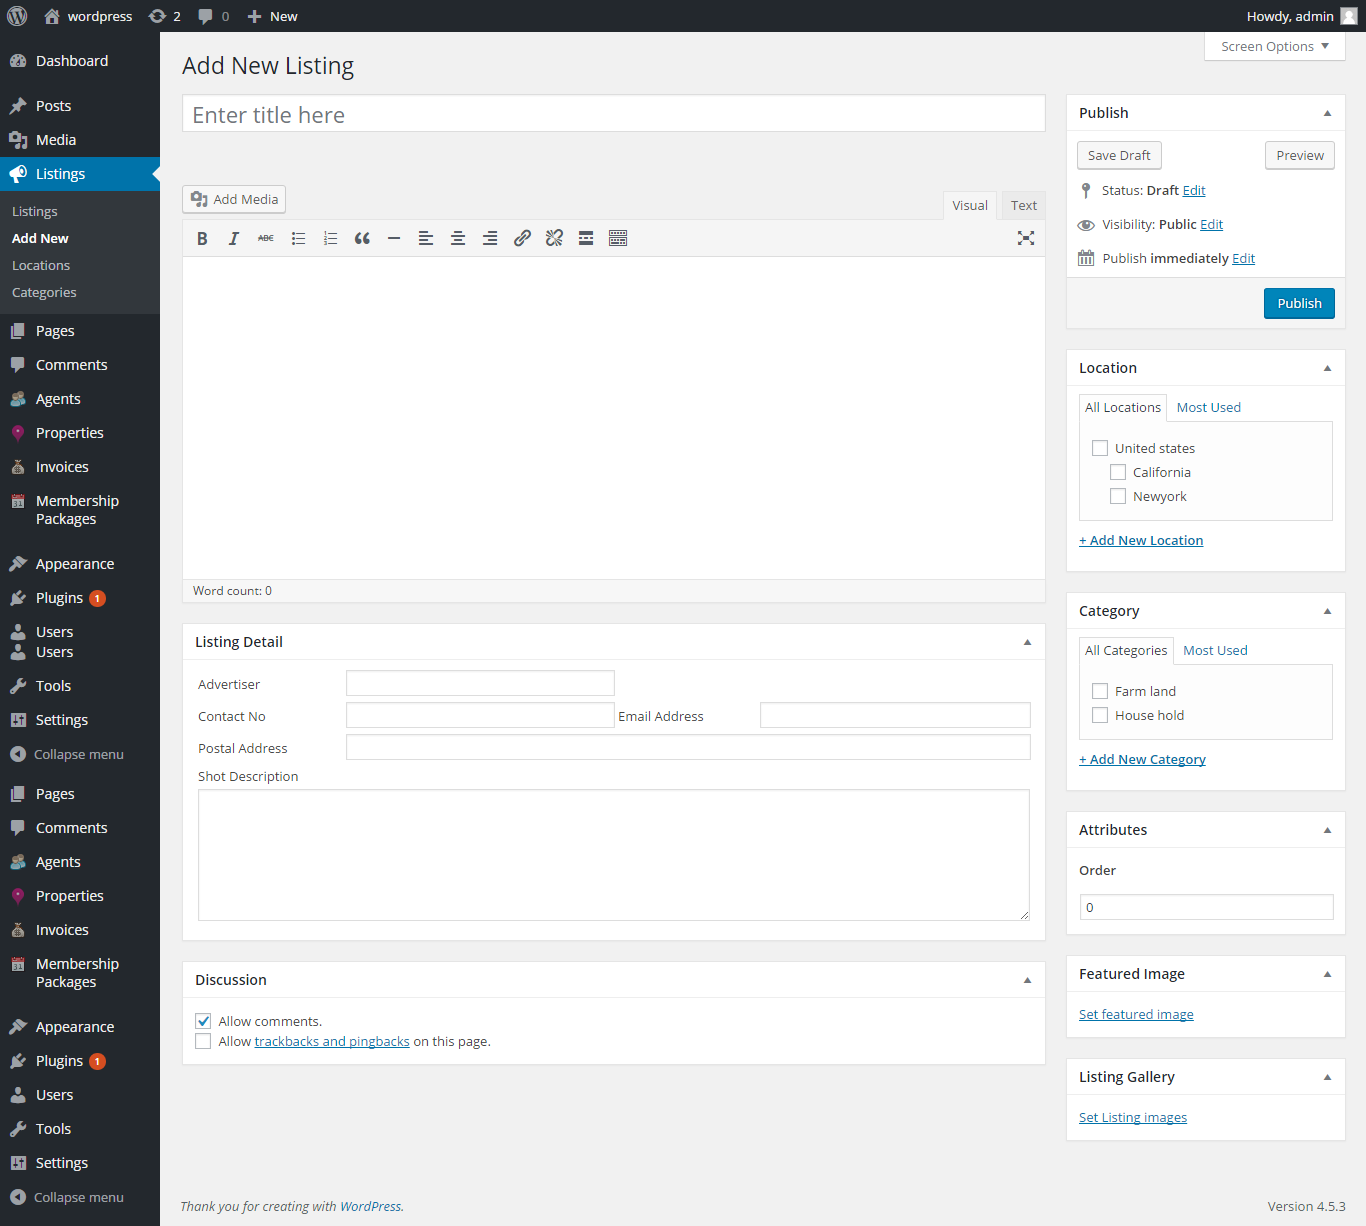 wordpress 2 0 New Howdy, admin
Dashboard
Posts
Media
Listings
Listings
Add New
Locations
Categories
Pages
Comments
Agents
Properties
Invoices
Membership
Packages
Appearance
Plugins 1
Users
Users
Tools
Settings
Collapse menu
Pages
Comments
Agents
Properties
Invoices
Membership
Packages
Appearance
Plugins 1
Users
Tools
Settings
Collapse menu
Screen Options
Add New Listing
Enter title here
Add Media
Visual Text
B I ABC
Word count: 0
Listing Detail
Advertiser
Contact No Email Address
Postal Address
Shot Description
Discussion
Allow comments.
Allow trackbacks and pingbacks on this page.
Publish
Save Draft Preview
Status: Draft Edit
Visibility: Public Edit
Publish immediately Edit
Publish
Location
All Locations Most Used
United states
California
Newyork
+ Add New Location
Category
All Categories Most Used
Farm land
House hold
+ Add New Category
Attributes
Order
0
Featured Image
Set featured image
Listing Gallery
Set Listing images
Thank you for creating with WordPress. Version 4.5.3